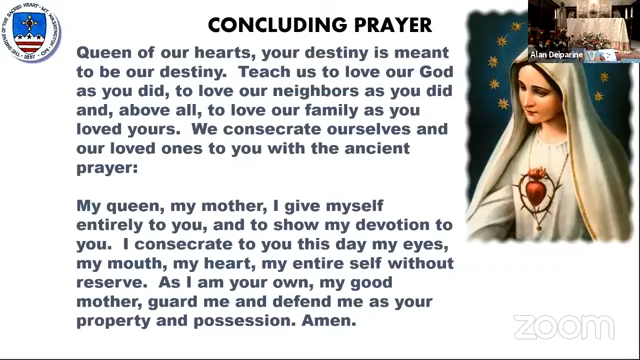 CONCLUDING PRAYER
Queen of our hearts, your destiny is meant
to be our destiny. Teach us to love our God
as you did, to love our neighbors as you did
and, above all, to love our family as you
loved yours. We consecrate ourselves and
our loved ones to you with the ancient
prayer:
My queen, my mother, I give myself
entirely to you, and to show my devotion to
you. I consecrate to you this day my eyes,
my mouth, my heart, my entire self without
reserve. As I am your own, my good
mother, guard me and defend me as your
property and possession. Amen.
Alan Delparine
zoom